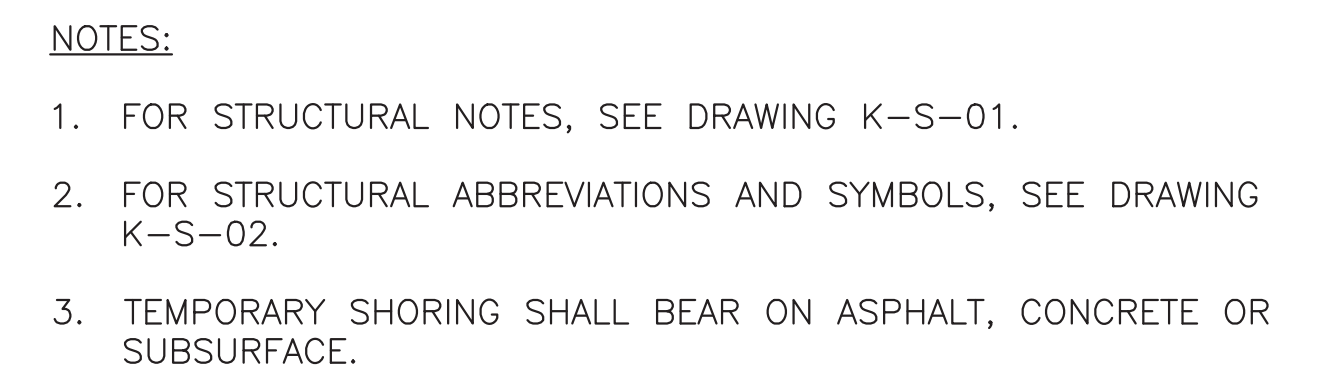 NOTES:
1. FOR STRUCTURAL NOTES, SEE DRAWING K-S-01.
2. FOR STRUCTURAL ABBREVIATIONS AND SYMBOLS, SEE DRAWING
K-S-02.
3. TEMPORARY SHORING SHALL BEAR ON ASPHALT, CONCRETE OR
SUBSURFACE.